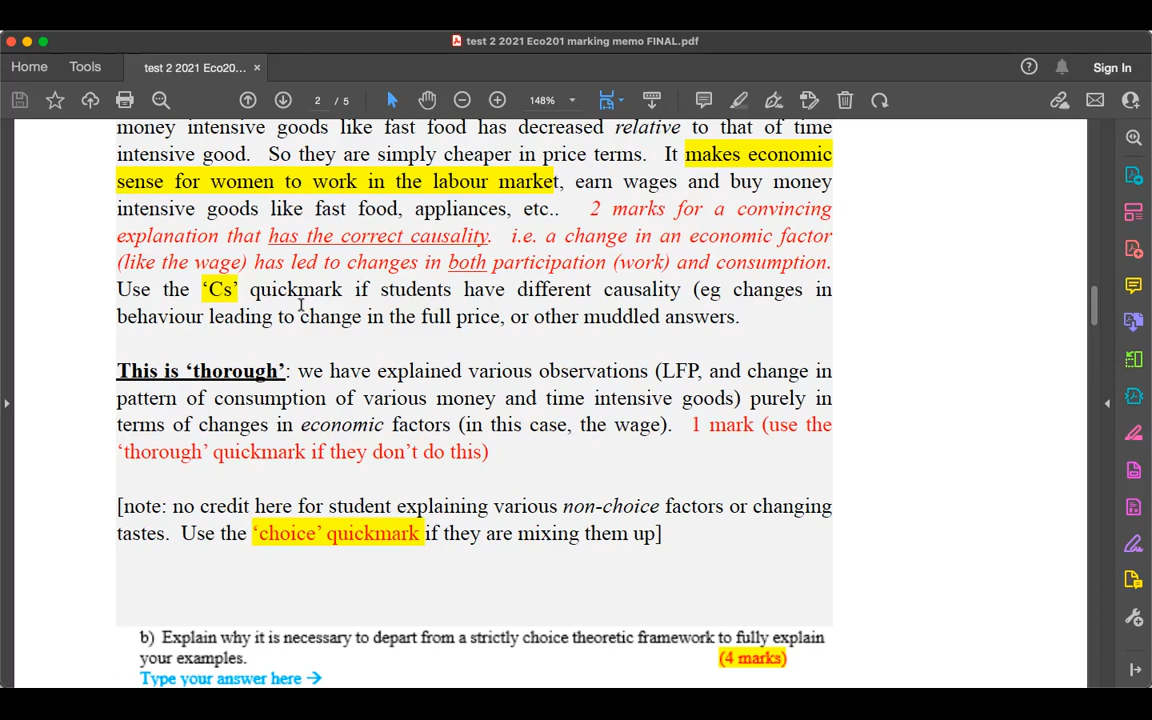 test 2 2021 Eco201 marking memo FINAL.pdf
Home Tools test 2 2021 Eco20... × Sign In
2 / 5 148%
money intensive goods like fast food has decreased relative to that of time
intensive good. So they are simply cheaper in price terms. It makes economic
sense for women to work in the labour market, earn wages and buy money
intensive goods like fast food, appliances, etc.. 2 marks for a convincing
explanation that has the correct causality. i.e. a change in an economic factor
(like the wage) has led to changes in both participation (work) and consumption.
Use the ‘Cs’ quickmark if students have different causality (eg changes in
behaviour leading to change in the full price, or other muddled answers.
This is ‘thorough’: we have explained various observations (LFP, and change in
pattern of consumption of various money and time intensive goods) purely in
terms of changes in economic factors (in this case, the wage). 1 mark (use the
‘thorough’ quickmark if they don’t do this)
[note: no credit here for student explaining various non-choice factors or changing
tastes. Use the ‘choice’ quickmark if they are mixing them up]
b) Explain why it is necessary to depart from a strictly choice theoretic framework to fully explain
your examples. (4 marks)
Type your answer here →